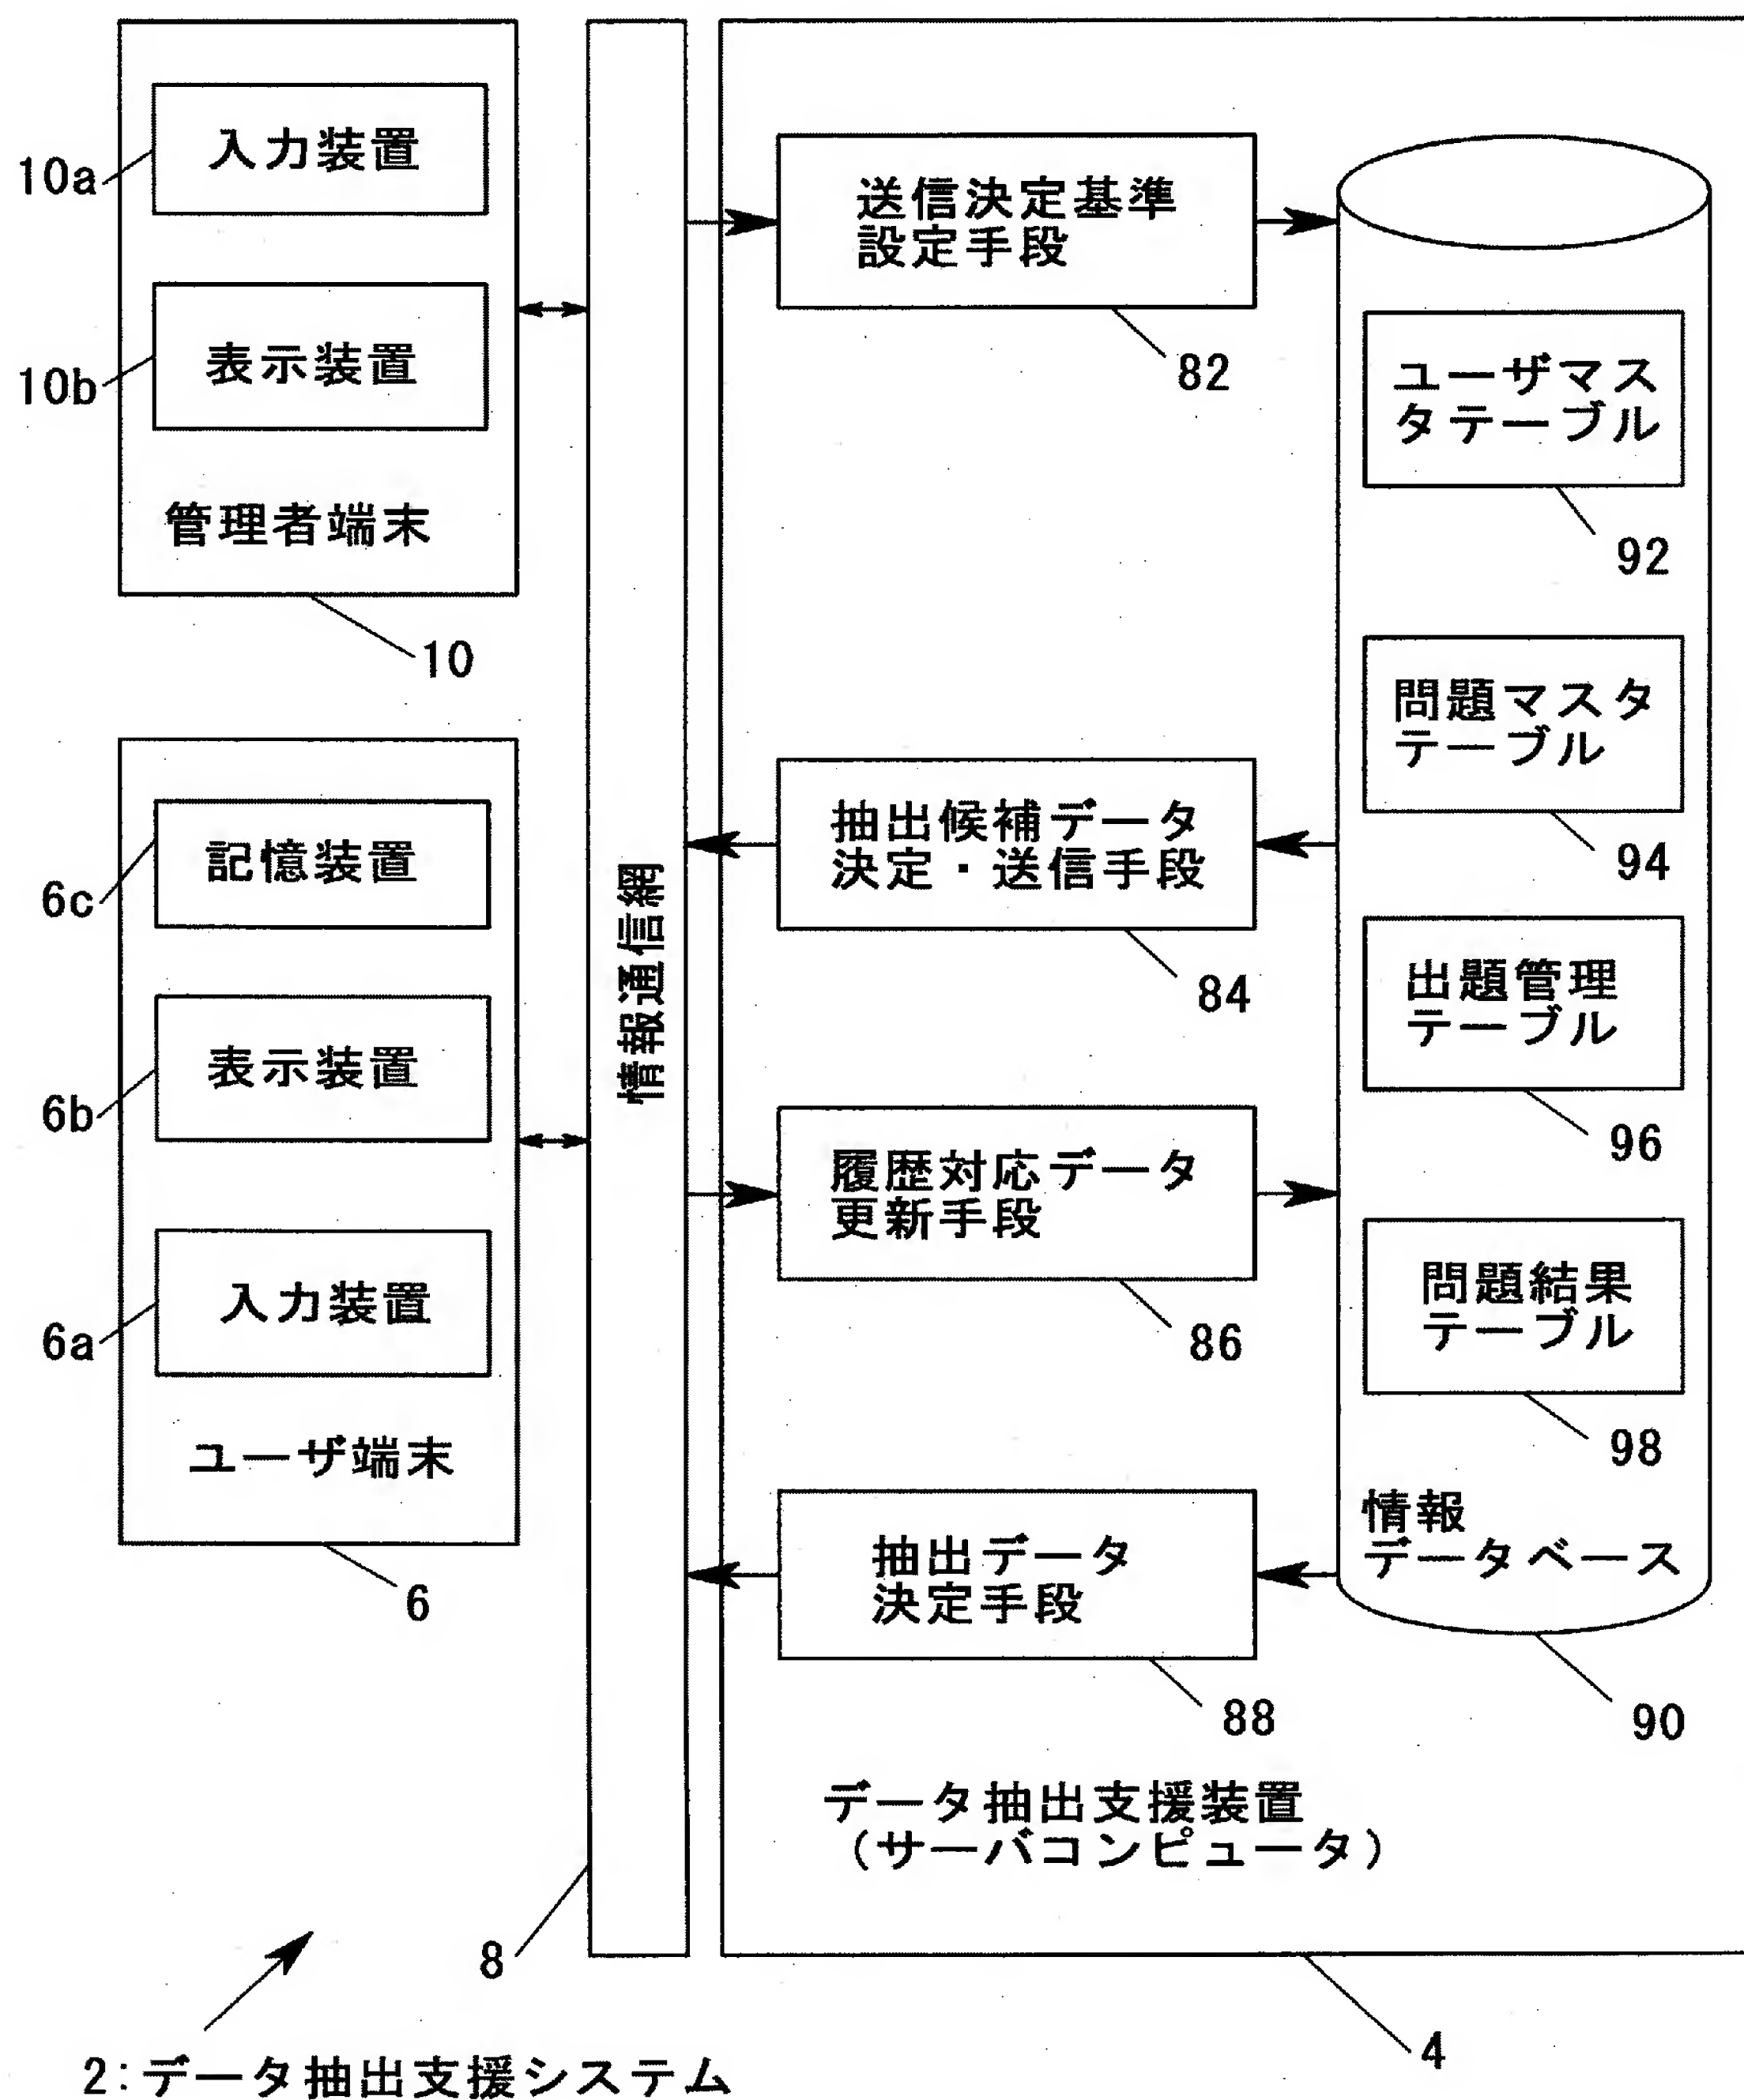 入力装置
10a
表示装置
10b
管理者端末
10
記憶装置
6c
表示装置
6b
入力装置
6a
ユーザ端末
6
情報通信網
8
送信決定基準
設定手段
82
抽出候補データ
決定・送信手段
84
履歴対応データ
更新手段
86
抽出データ
決定手段
88
ユーザマス
タテーブル
92
問題マスタ
テーブル
94
出題管理
テーブル
96
問題結果
テーブル
98
情報
データベース
90
データ抽出支援装置
（サーバコンピュータ）
4
2:データ抽出支援システム